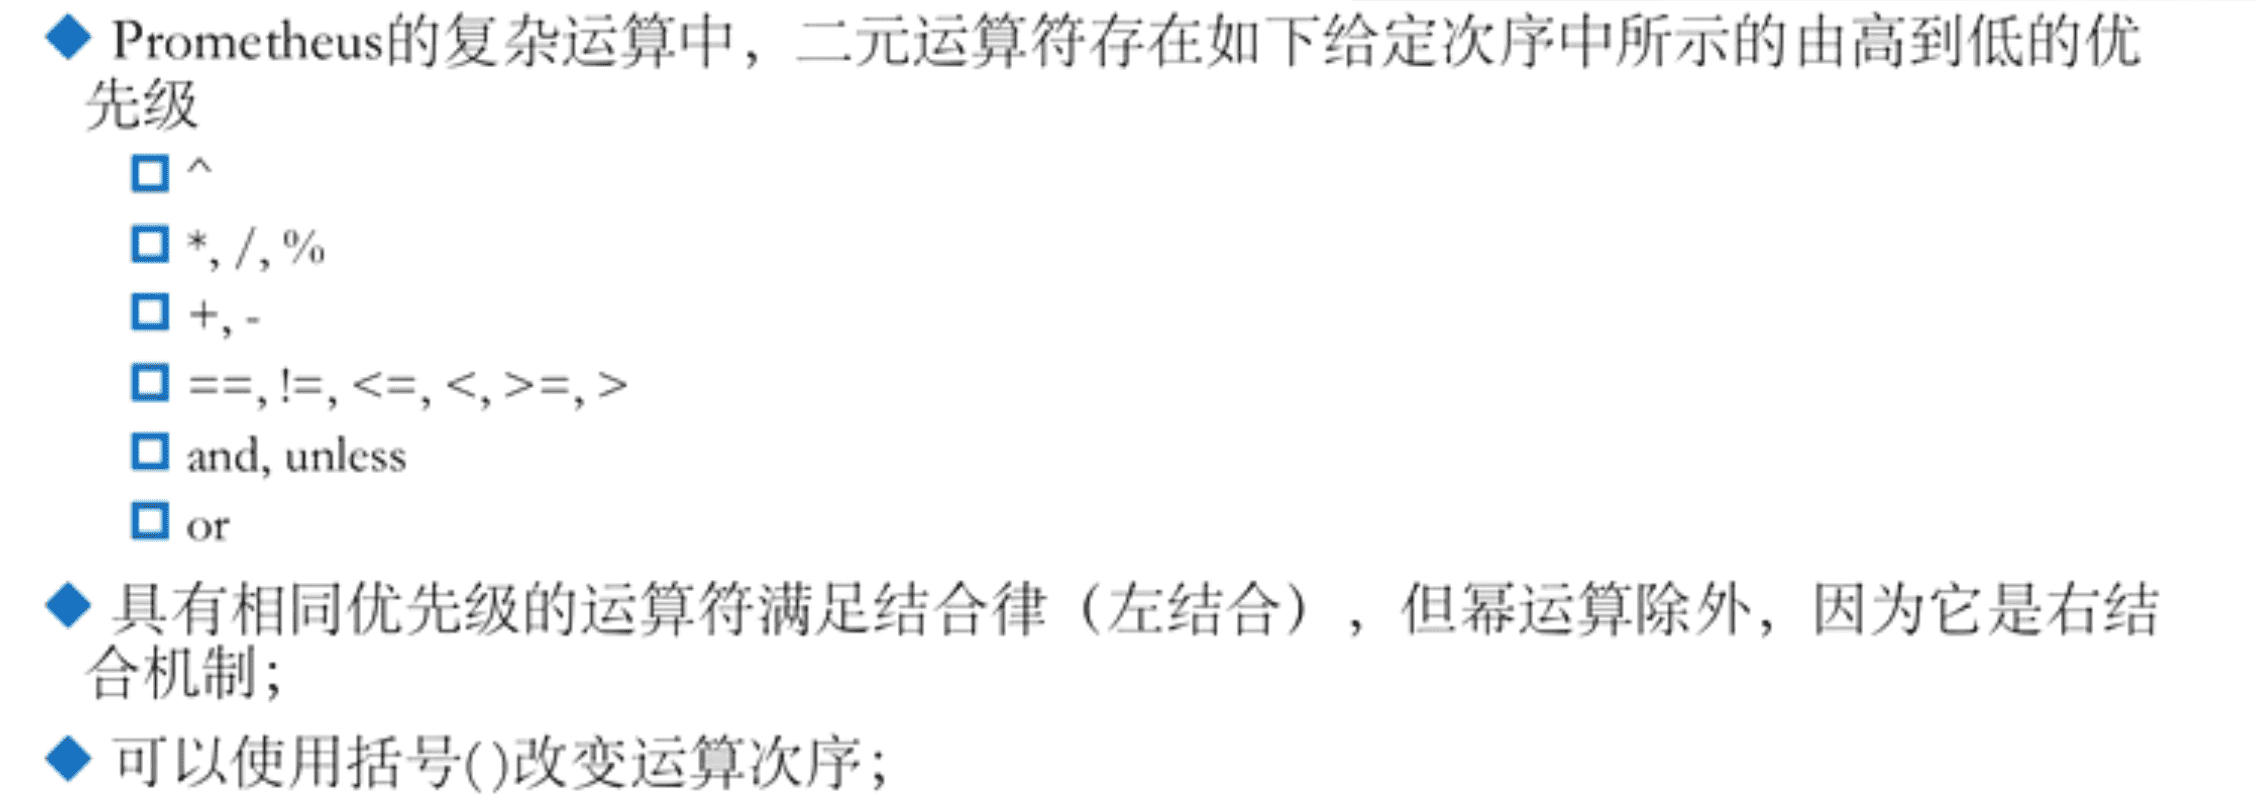 Prometheus的复杂运算中，二元运算符存在如下给定次序中所示的由高到低的优
先级
^
*, /, %
+, -
==, !=, <=, <, >=, >
and, unless
or
具有相同优先级的运算符满足结合律（左结合），但幂运算除外，因为它是右结
合机制；
可以使用括号()改变运算次序；